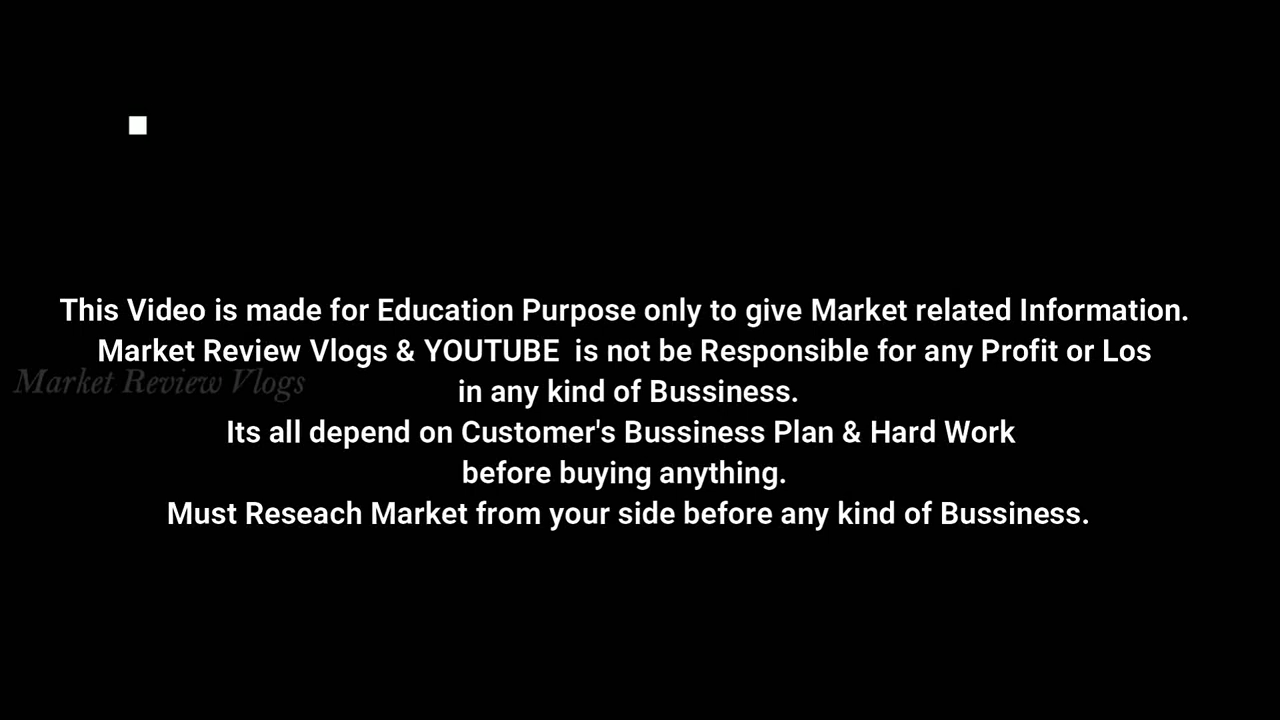 This Video is made for Education Purpose only to give Market related Information.
Market Review Vlogs & YOUTUBE is not be Responsible for any Profit or Los
Market Review Vlogs
in any kind of Bussiness.
Its all depend on Customer's Bussiness Plan & Hard Work
before buying anything.
Must Reseach Market from your side before any kind of Bussiness.